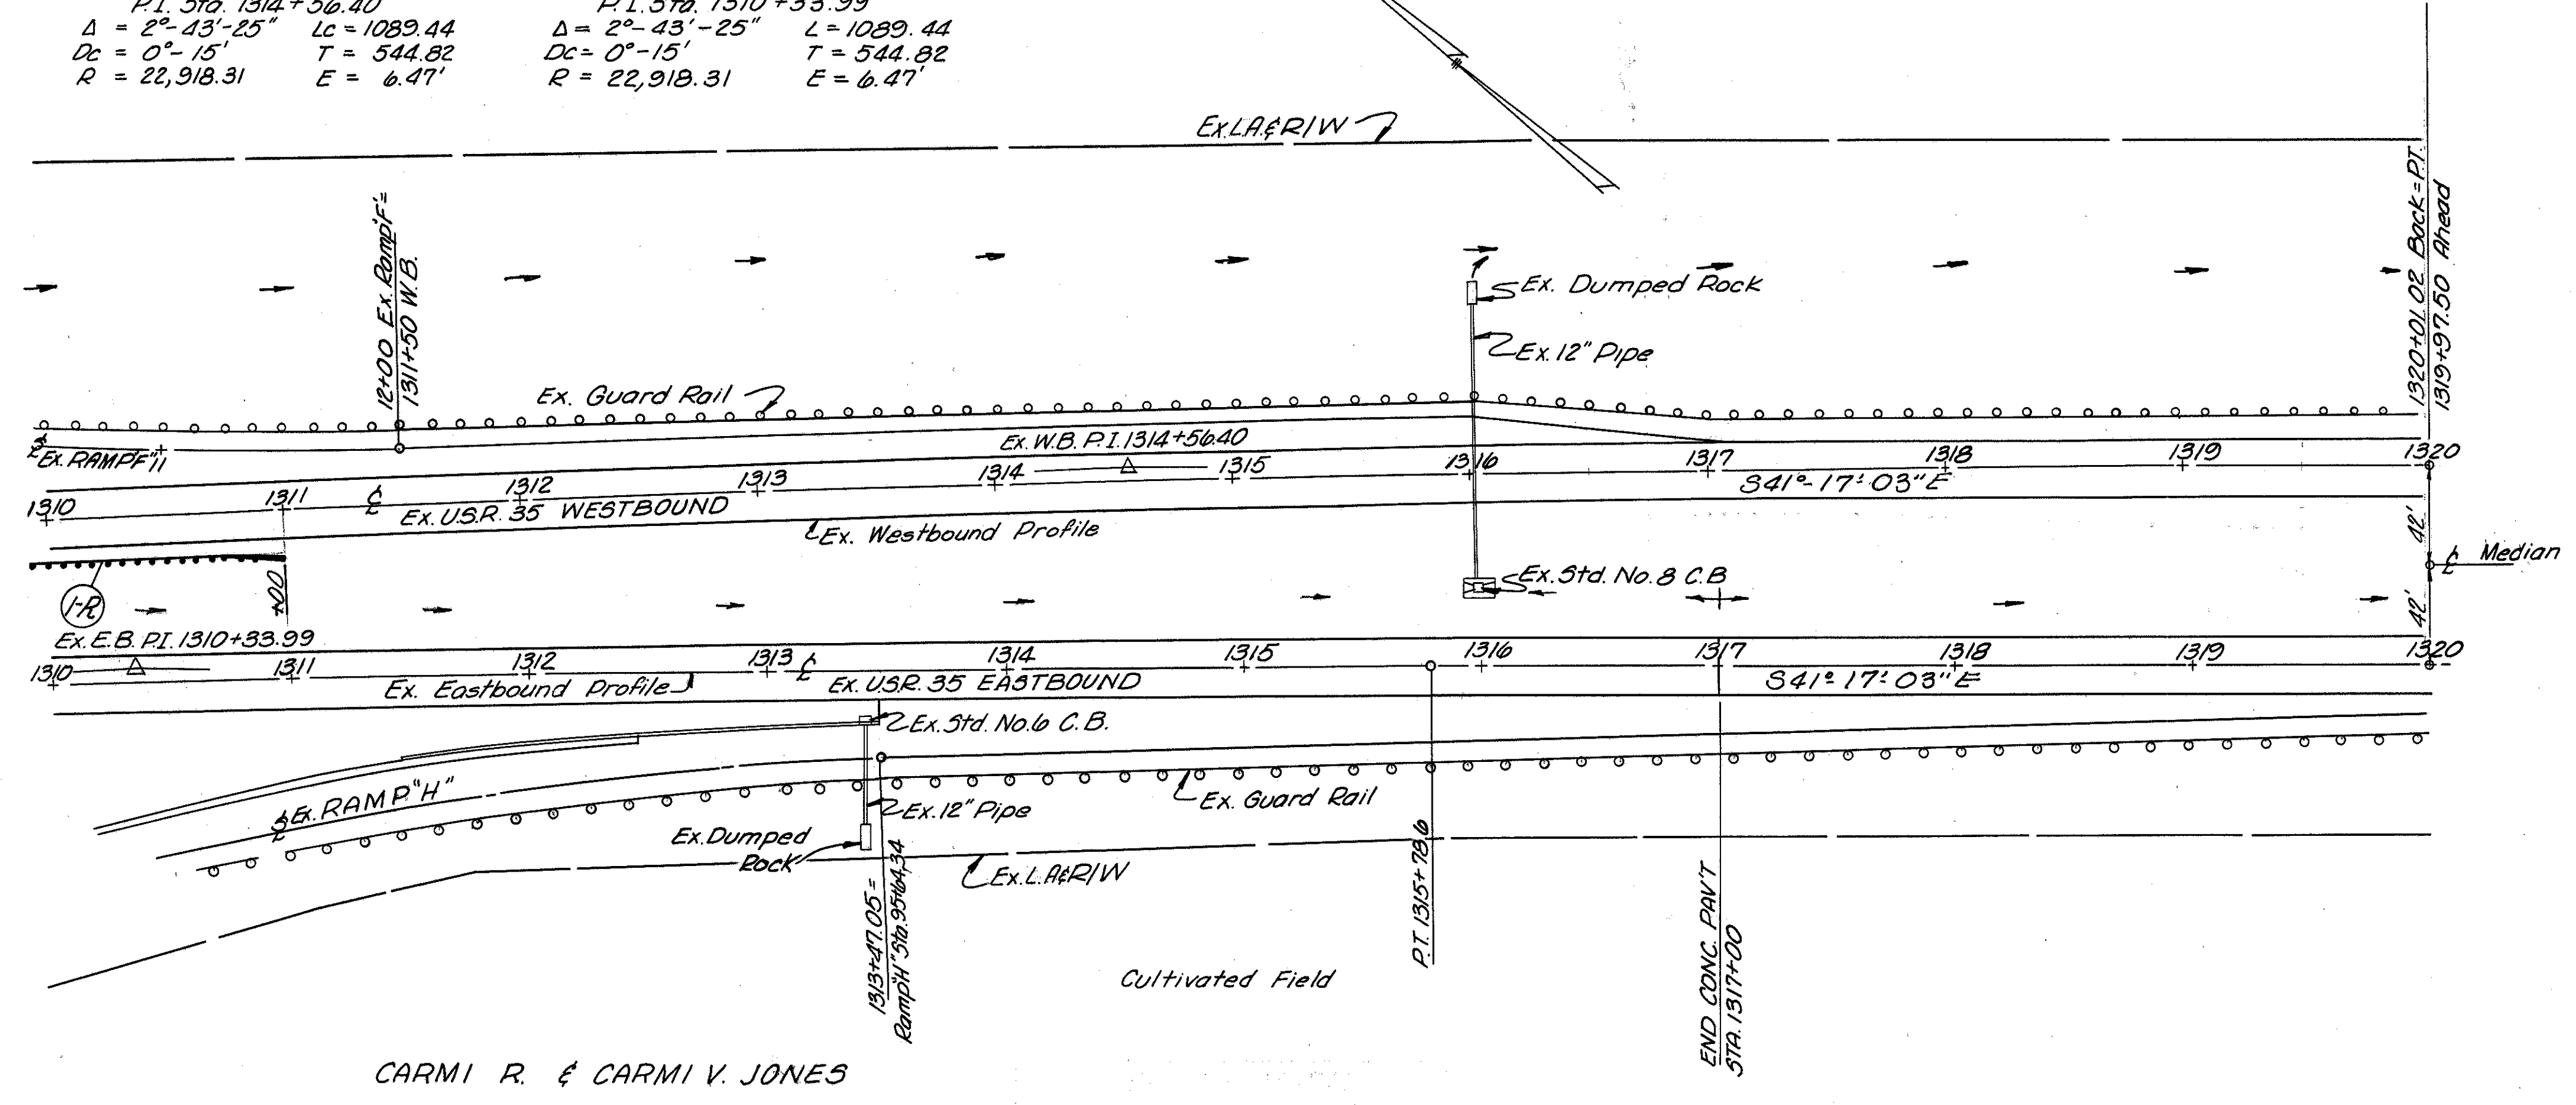 P.I. Sta. 1314+56.40
Δ = 2°-43'-25" Lc = 1089.44
Dc = 0°-15' T = 544.82
R = 22,918.31 E = 6.47'
P.I. Sta. 1310+33.99
Δ = 2°-43'-25" L = 1089.44
Dc = 0°-15' T = 544.82
R = 22,918.31 E = 6.47'
Ex. L.A. & R/W
12+00 Ex. Ramp "F" =
1311+50 W.B.
1320+01.02 Back = P.T.
1319+97.50 Ahead
Ex. Dumped Rock
Ex. 12" Pipe
Ex. Guard Rail
Ex. W.B. P.I. 1314+56.40
℄ Ex. RAMP "F" 11
1310 1311 ℄ 1312 1313 1314 Δ 1315 1316 1317 1318 1319 1320
Ex. U.S.R. 35 WESTBOUND
S41°-17'-03"E
Ex. Westbound Profile
42'
℄ Median
42'
Ex. Std. No. 8 C.B
+00
1-R
Ex. E.B. P.I. 1310+33.99
1310 Δ 1311 1312 1313 ℄ 1314 1315 1316 1317 1318 1319 1320
Ex. Eastbound Profile
Ex. U.S.R. 35 EASTBOUND
S41°-17'-03"E
Ex. Std. No. 6 C.B.
℄ Ex. RAMP "H"
Ex. 12" Pipe
Ex. Guard Rail
Ex. Dumped
Rock
Ex. L.A & R/W
1313+47.05 =
Ramp "H" Sta. 95+64.34
P.T. 1315+78.6
END CONC. PAV'T
STA. 1317+00
Cultivated Field
CARMI R. & CARMI V. JONES